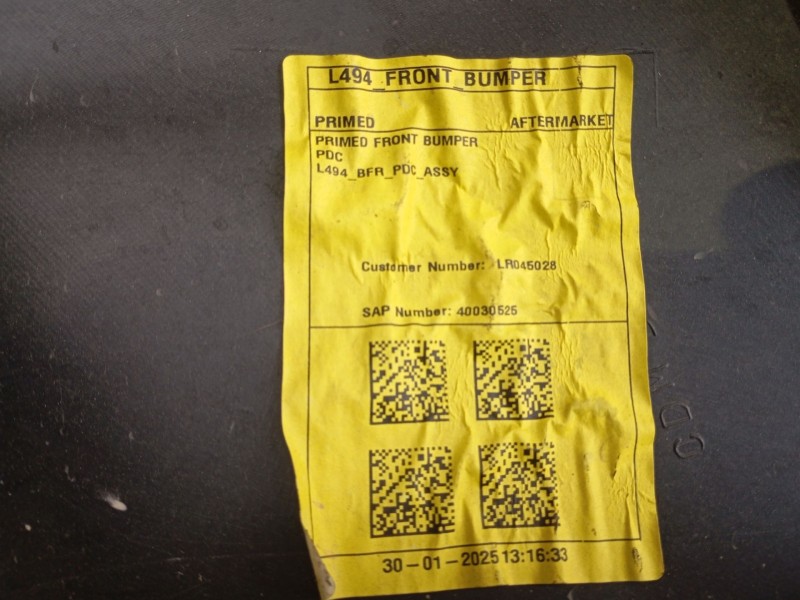 L494_FRONT_BUMPER
PRIMED AFTERMARKET
PRIMED FRONT BUMPER
PDC
L494_BFR_PDC_ASSY
Customer Number: LR045028
SAP Number: 40030525
30-01-2025 13:16:33